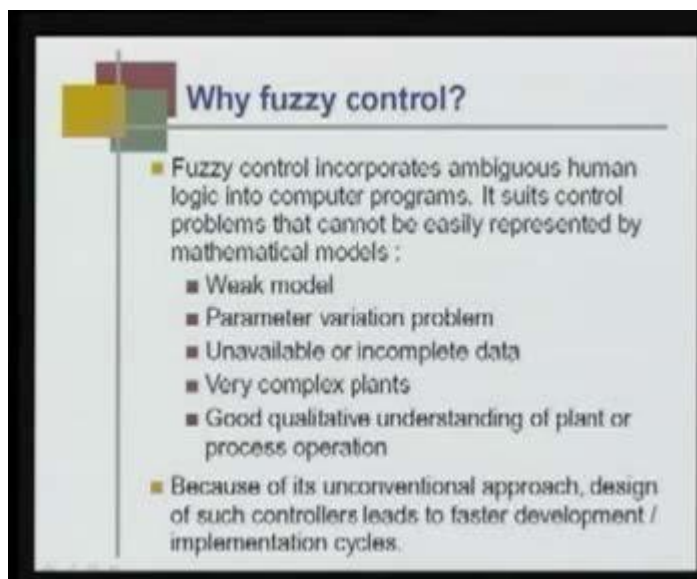 Why fuzzy control?
Fuzzy control incorporates ambiguous human
logic into computer programs. It suits control
problems that cannot be easily represented by
mathematical models :
Weak model
Parameter variation problem
Unavailable or incomplete data
Very complex plants
Good qualitative understanding of plant or
process operation
Because of its unconventional approach, design
of such controllers leads to faster development /
implementation cycles.